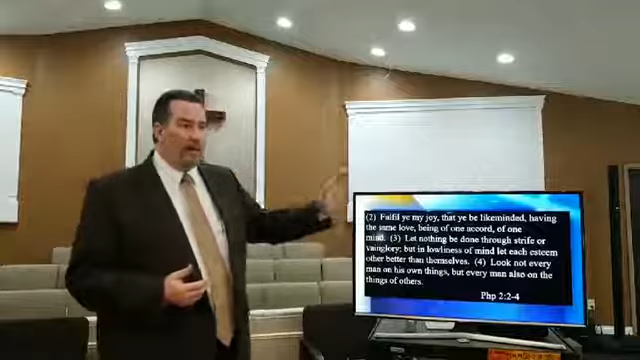 (2) Fulfil ye my joy, that ye be likeminded, having
the same love, being of one accord, of one
mind. (3) Let nothing be done through strife or
vainglory; but in lowliness of mind let each esteem
other better than themselves. (4) Look not every
man on his own things, but every man also on the
things of others.
Php 2:2-4